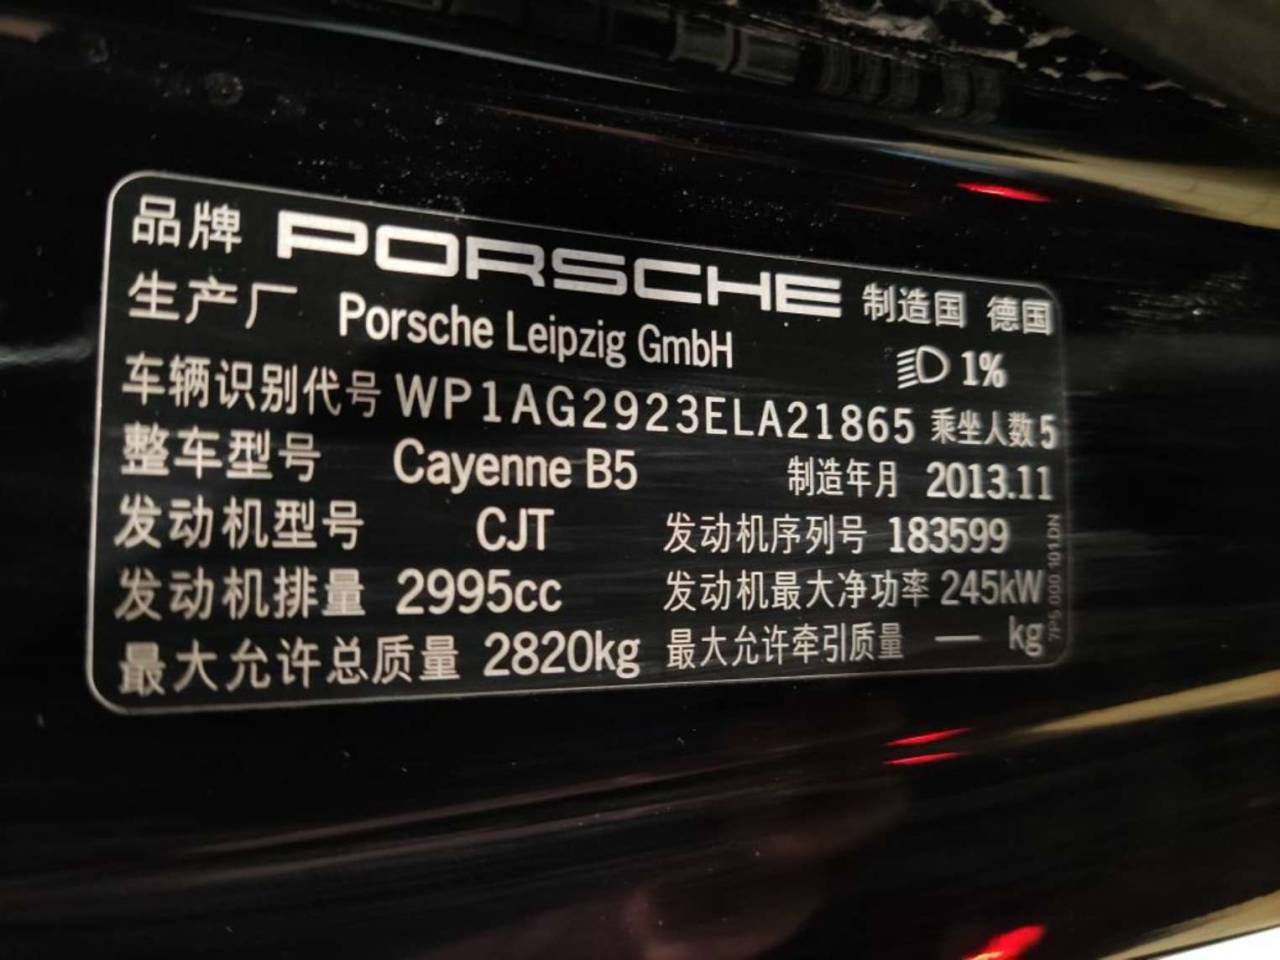 品牌 PORSCHE 制造国 德国
生产厂 Porsche Leipzig GmbH 1%
车辆识别代号 WP1AG2923ELA21865 乘坐人数 5
整车型号 Cayenne B5 制造年月 2013.11
发动机型号 CJT 发动机序列号 183599
发动机排量 2995cc 发动机最大净功率 245kW
最大允许总质量 2820kg 最大允许牵引质量 — kg
7P5.000.101.DN